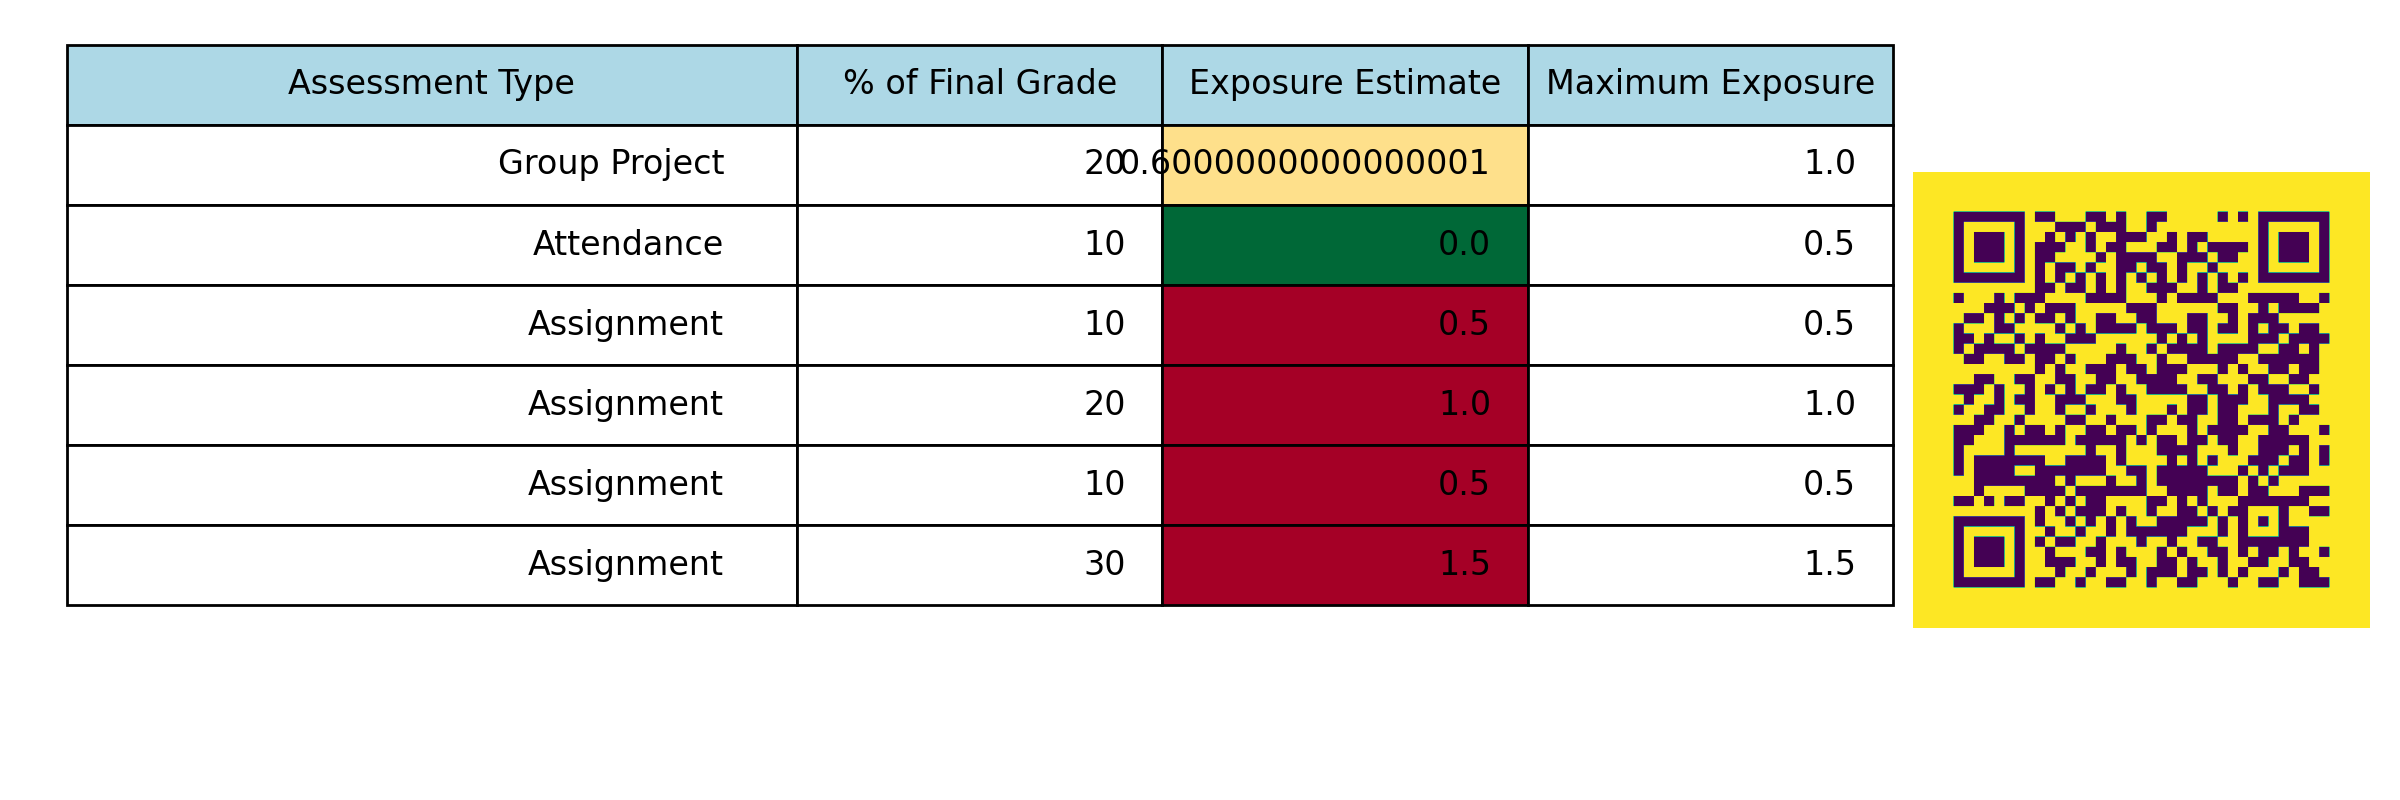 Assessment Type % of Final Grade Exposure Estimate Maximum Exposure
Group Project 20 0.6000000000000001 1.0
Attendance 10 0.0 0.5
Assignment 10 0.5 0.5
Assignment 20 1.0 1.0
Assignment 10 0.5 0.5
Assignment 30 1.5 1.5